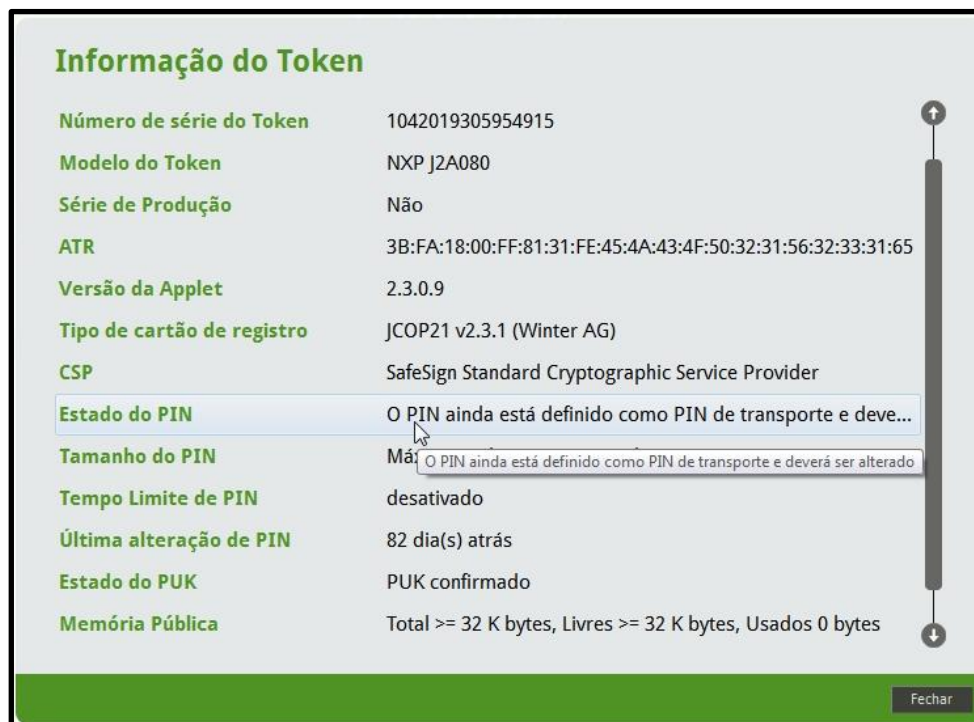 Informação do Token
Número de série do Token 1042019305954915
Modelo do Token NXP J2A080
Série de Produção Não
ATR 3B:FA:18:00:FF:81:31:FE:45:4A:43:4F:50:32:31:56:32:33:31:65
Versão da Applet 2.3.0.9
Tipo de cartão de registro JCOP21 v2.3.1 (Winter AG)
CSP SafeSign Standard Cryptographic Service Provider
Estado do PIN O PIN ainda está definido como PIN de transporte e deve...
Tamanho do PIN
O PIN ainda está definido como PIN de transporte e deverá ser alterado
Tempo Limite de PIN desativado
Última alteração de PIN 82 dia(s) atrás
Estado do PUK PUK confirmado
Memória Pública Total >= 32 K bytes, Livres >= 32 K bytes, Usados 0 bytes
Fechar